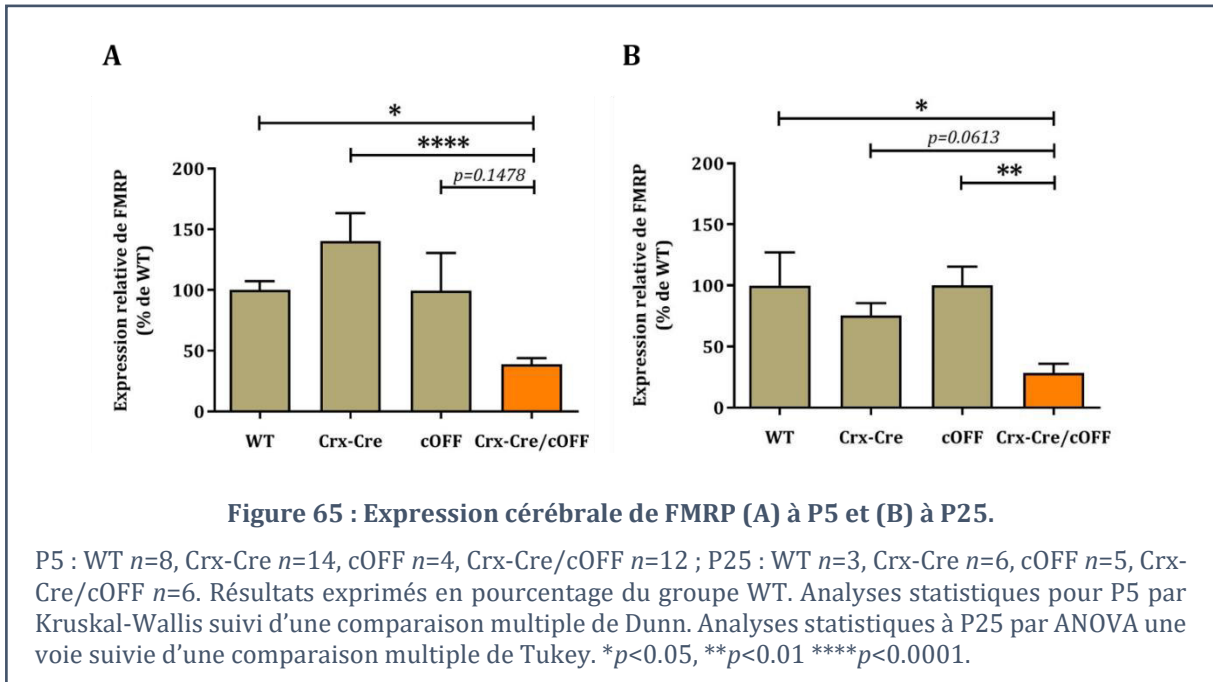 A
B
*
****
p=0.1478
Expression relative de FMRP
(% de WT)
200
150
100
50
0
WT
Crx-Cre
cOFF
Crx-Cre/cOFF
*
p=0.0613
**
Expression relative de FMRP
(% de WT)
200
150
100
50
0
WT
Crx-Cre
cOFF
Crx-Cre/cOFF
Figure 65 : Expression cérébrale de FMRP (A) à P5 et (B) à P25.
P5 : WT n=8, Crx-Cre n=14, cOFF n=4, Crx-Cre/cOFF n=12 ; P25 : WT n=3, Crx-Cre n=6, cOFF n=5, Crx-
Cre/cOFF n=6. Résultats exprimés en pourcentage du groupe WT. Analyses statistiques pour P5 par
Kruskal-Wallis suivi d'une comparaison multiple de Dunn. Analyses statistiques à P25 par ANOVA une
voie suivie d'une comparaison multiple de Tukey. *p<0.05, **p<0.01 ****p<0.0001.